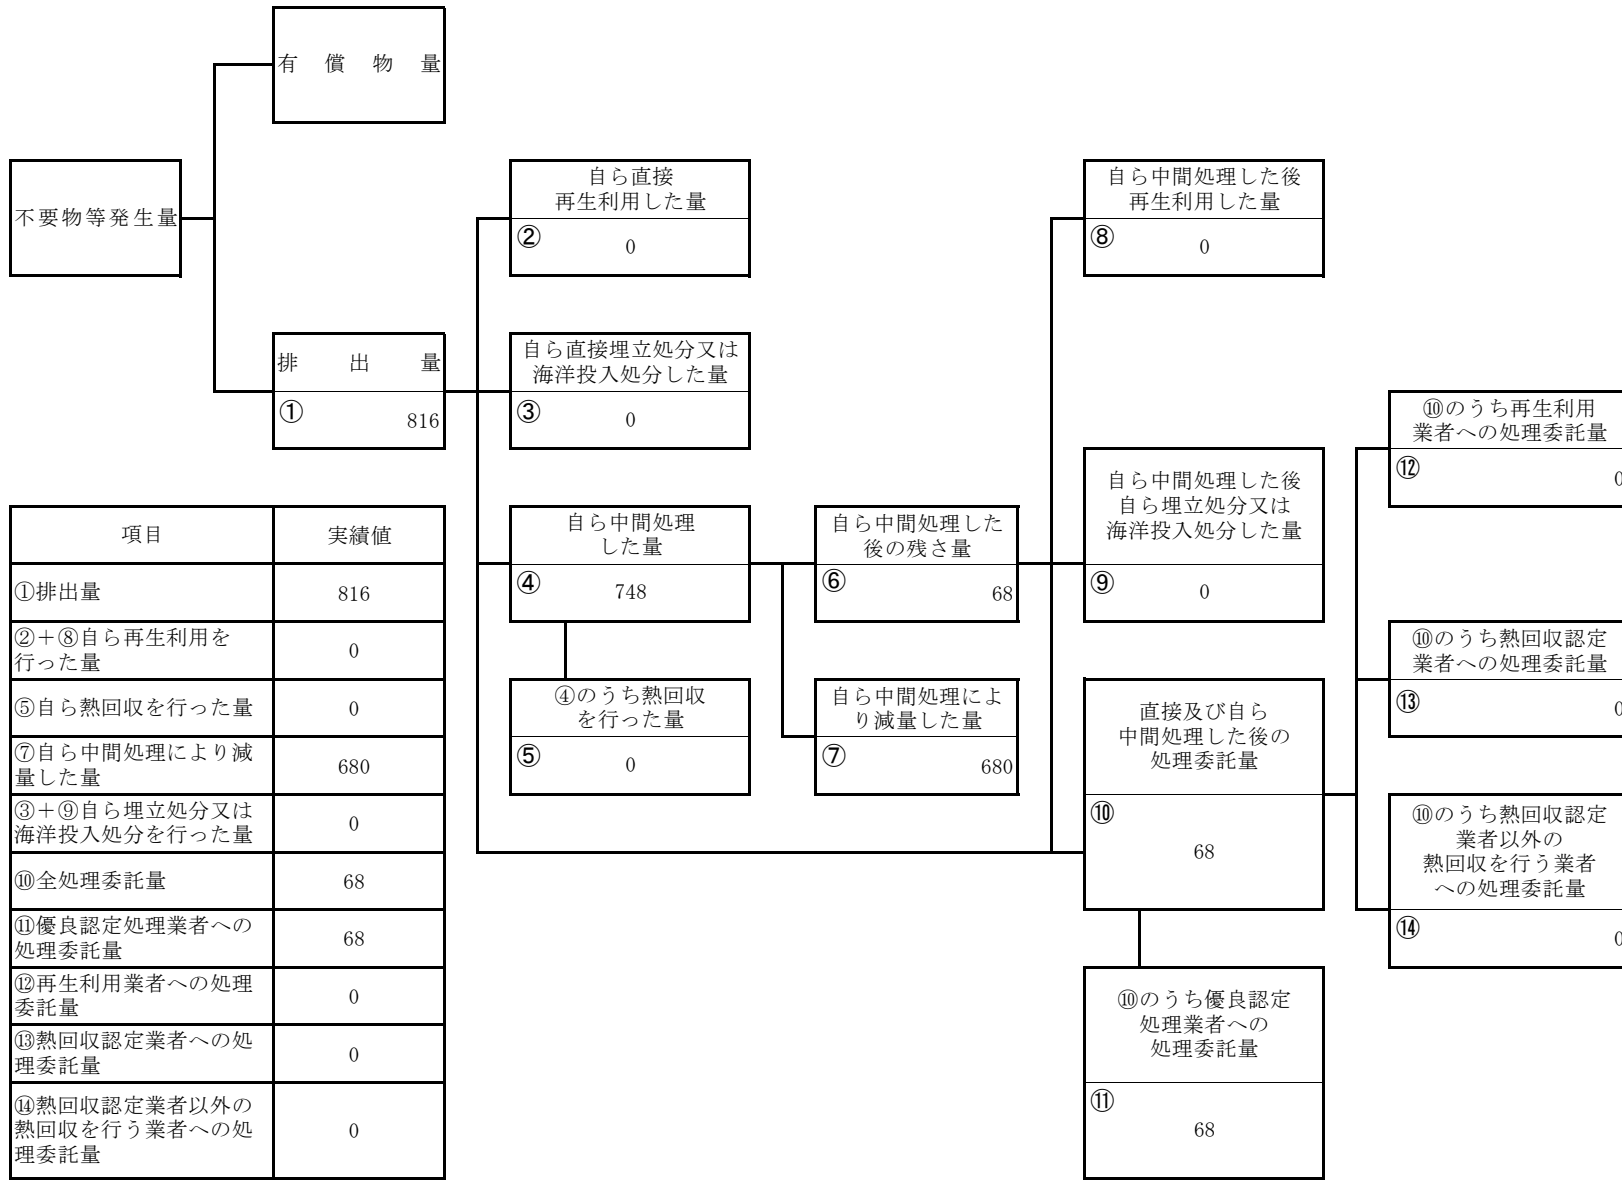 有償物量
不要物等発生量
自ら直接
再生利用した量
②
0
自ら中間処理した後
再生利用した量
⑧
0
排出量
①
816
自ら直接埋立処分又は
海洋投入処分した量
③
0
⑩のうち再生利用
業者への処理委託量
⑫
0
自ら中間処理した後
自ら埋立処分又は
海洋投入処分した量
⑨
0
自ら中間処理
した量
④
748
自ら中間処理した
後の残さ量
⑥
68
⑩のうち熱回収認定
業者への処理委託量
⑬
0
④のうち熱回収
を行った量
⑤
0
自ら中間処理によ
り減量した量
⑦
680
直接及び自ら
中間処理した後の
処理委託量
⑩
68
⑩のうち熱回収認定
業者以外の
熱回収を行う業者
への処理委託量
⑭
0
⑩のうち優良認定
処理業者への
処理委託量
⑪
68
項目 実績値
①排出量 816
②＋⑧自ら再生利用を
行った量
0
⑤自ら熱回収を行った量 0
⑦自ら中間処理により減
量した量
680
③＋⑨自ら埋立処分又は
海洋投入処分を行った量
0
⑩全処理委託量 68
⑪優良認定処理業者への
処理委託量
68
⑫再生利用業者への処理
委託量
0
⑬熱回収認定業者への処
理委託量
0
⑭熱回収認定業者以外の
熱回収を行う業者への処
理委託量
0